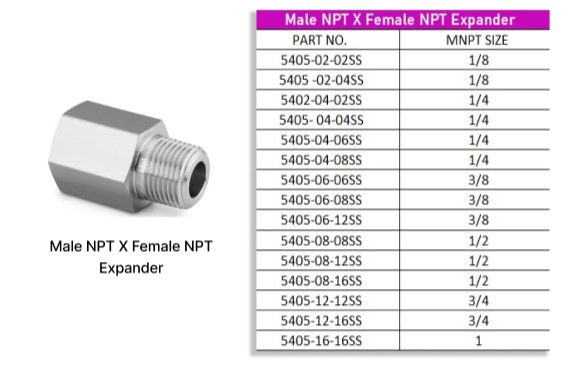 Male NPT X Female NPT
Expander
Male NPT X Female NPT Expander
PART NO. MNPT SIZE
5405-02-02SS 1/8
5405 -02-04SS 1/8
5402-04-02SS 1/4
5405- 04-04SS 1/4
5405-04-06SS 1/4
5405-04-08SS 1/4
5405-06-06SS 3/8
5405-06-08SS 3/8
5405-06-12SS 3/8
5405-08-08SS 1/2
5405-08-12SS 1/2
5405-08-16SS 1/2
5405-12-12SS 3/4
5405-12-16SS 3/4
5405-16-16SS 1